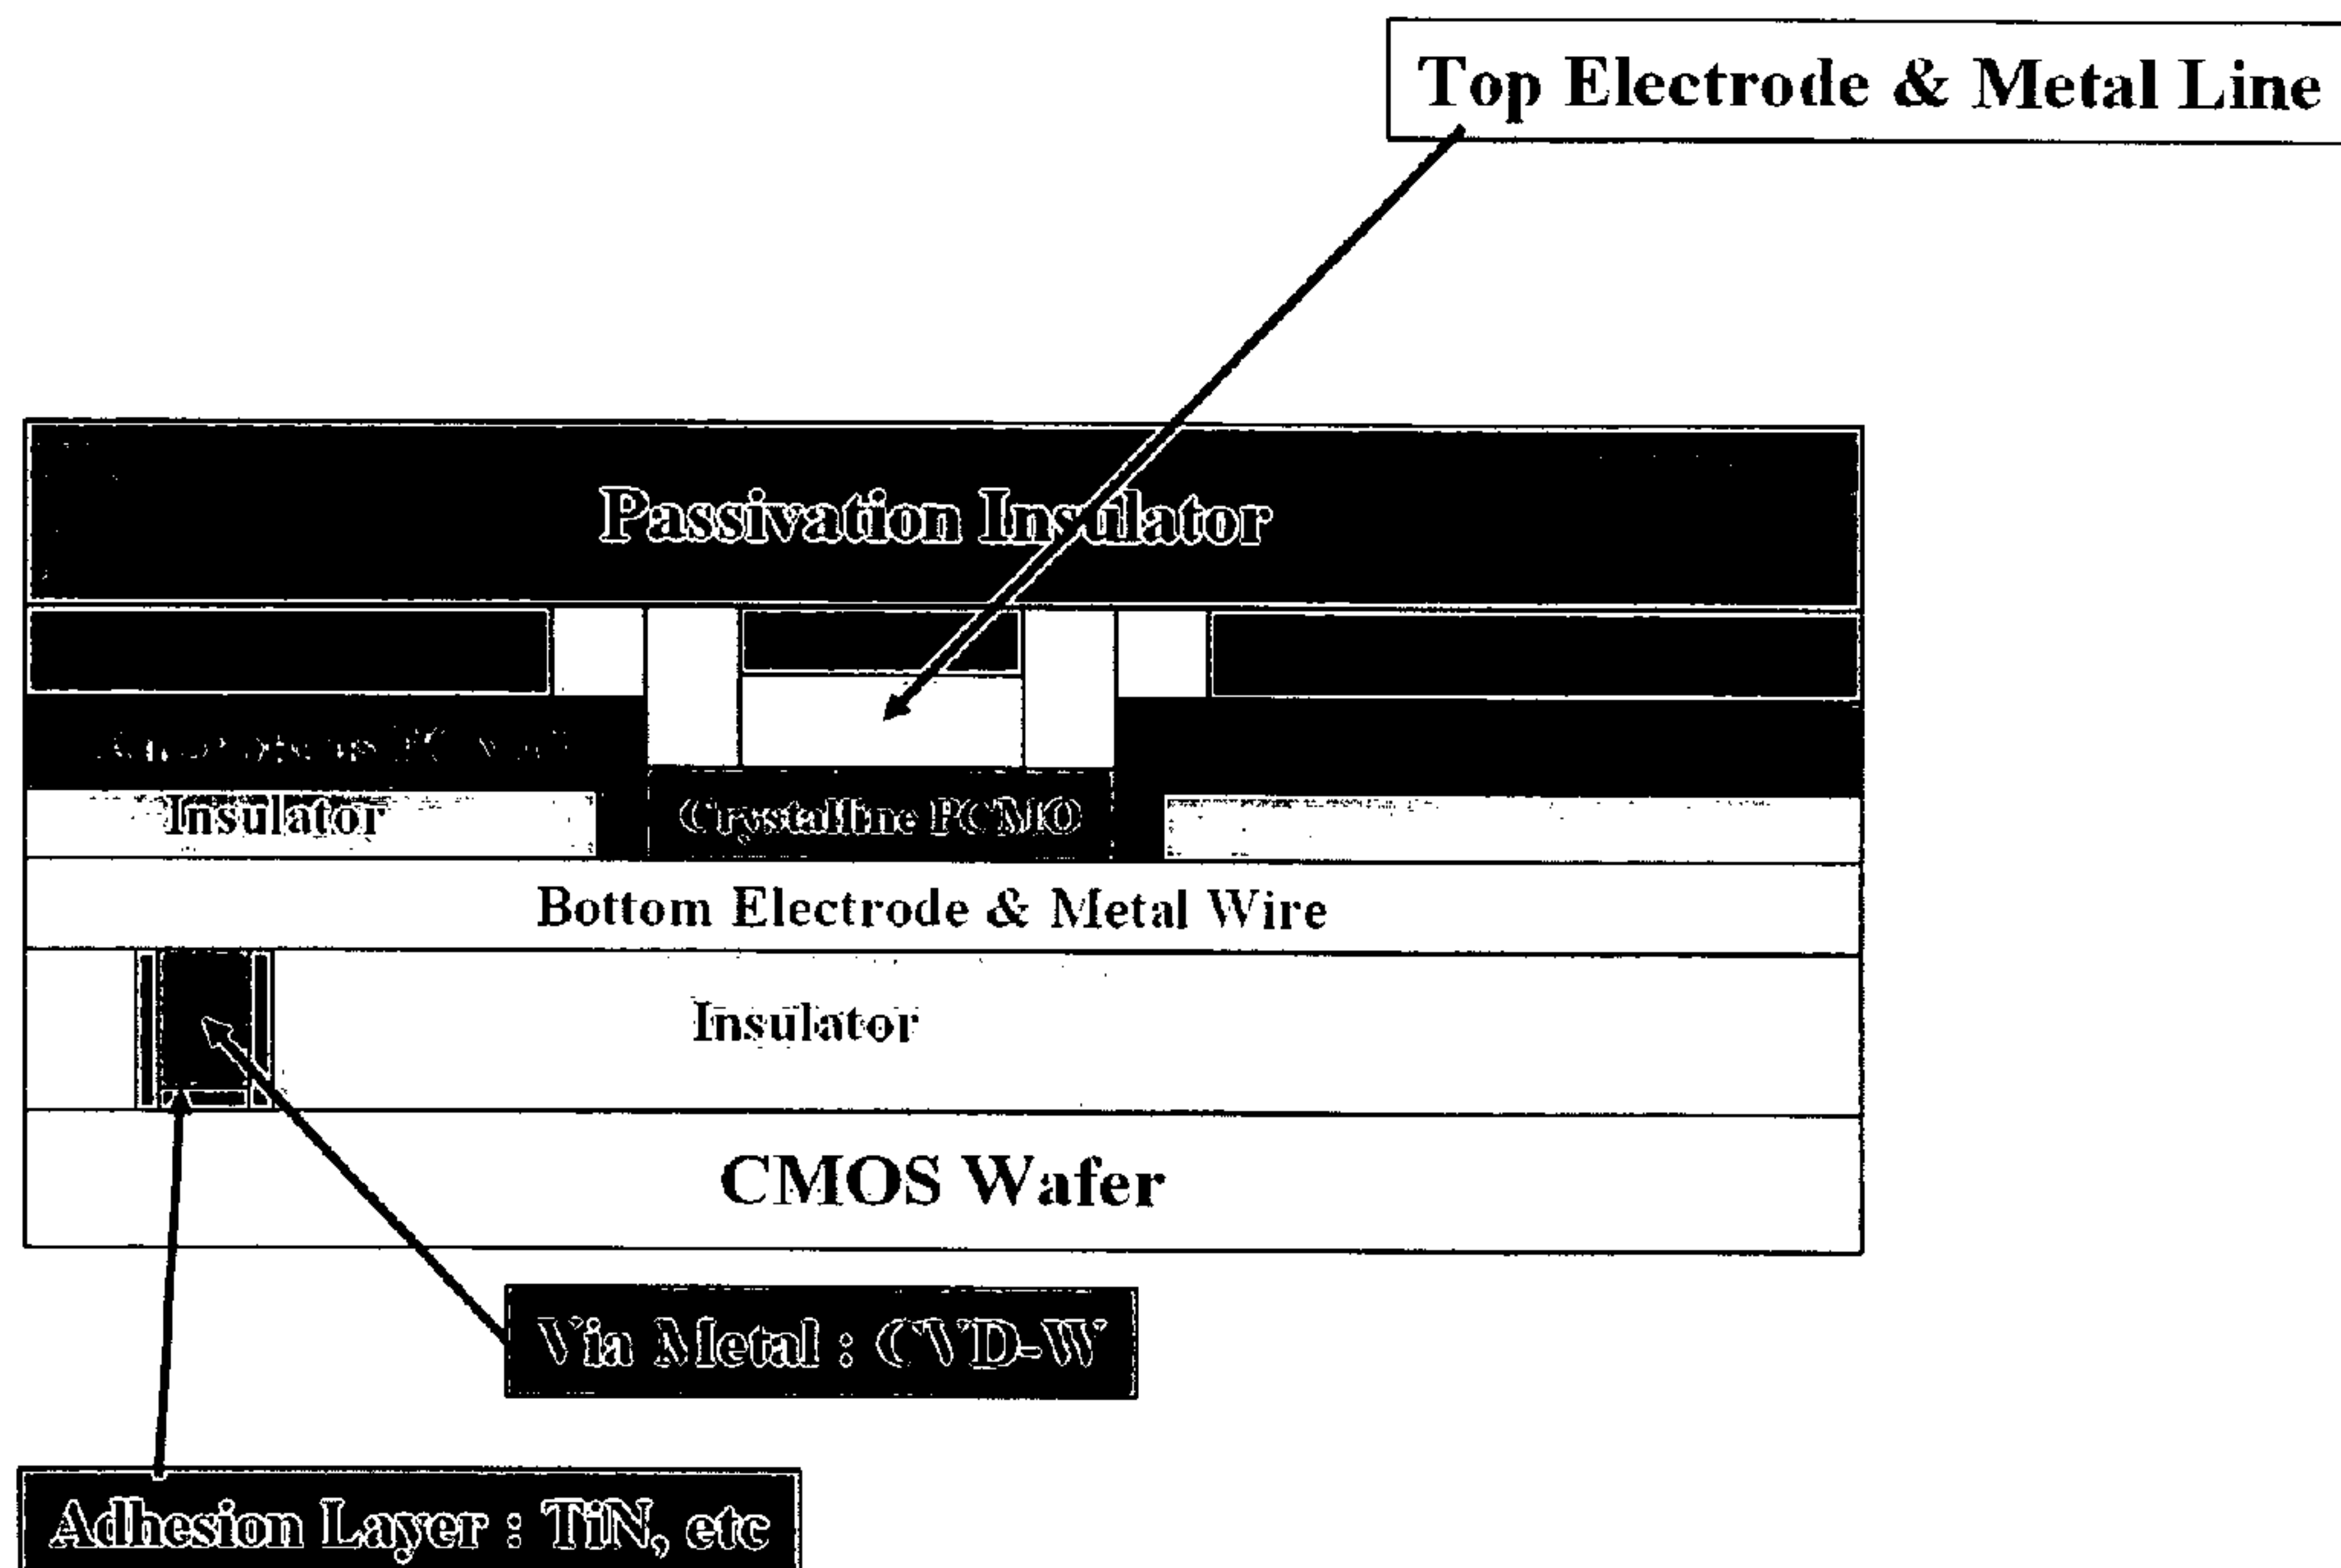 Top Electrode & Metal Line
Passivation Insulator
Insulator
Crystalline PCMO
Bottom Electrode & Metal Wire
Insulator
CMOS Wafer
Via Metal : CVD-W
Adhesion Layer : TiN, etc